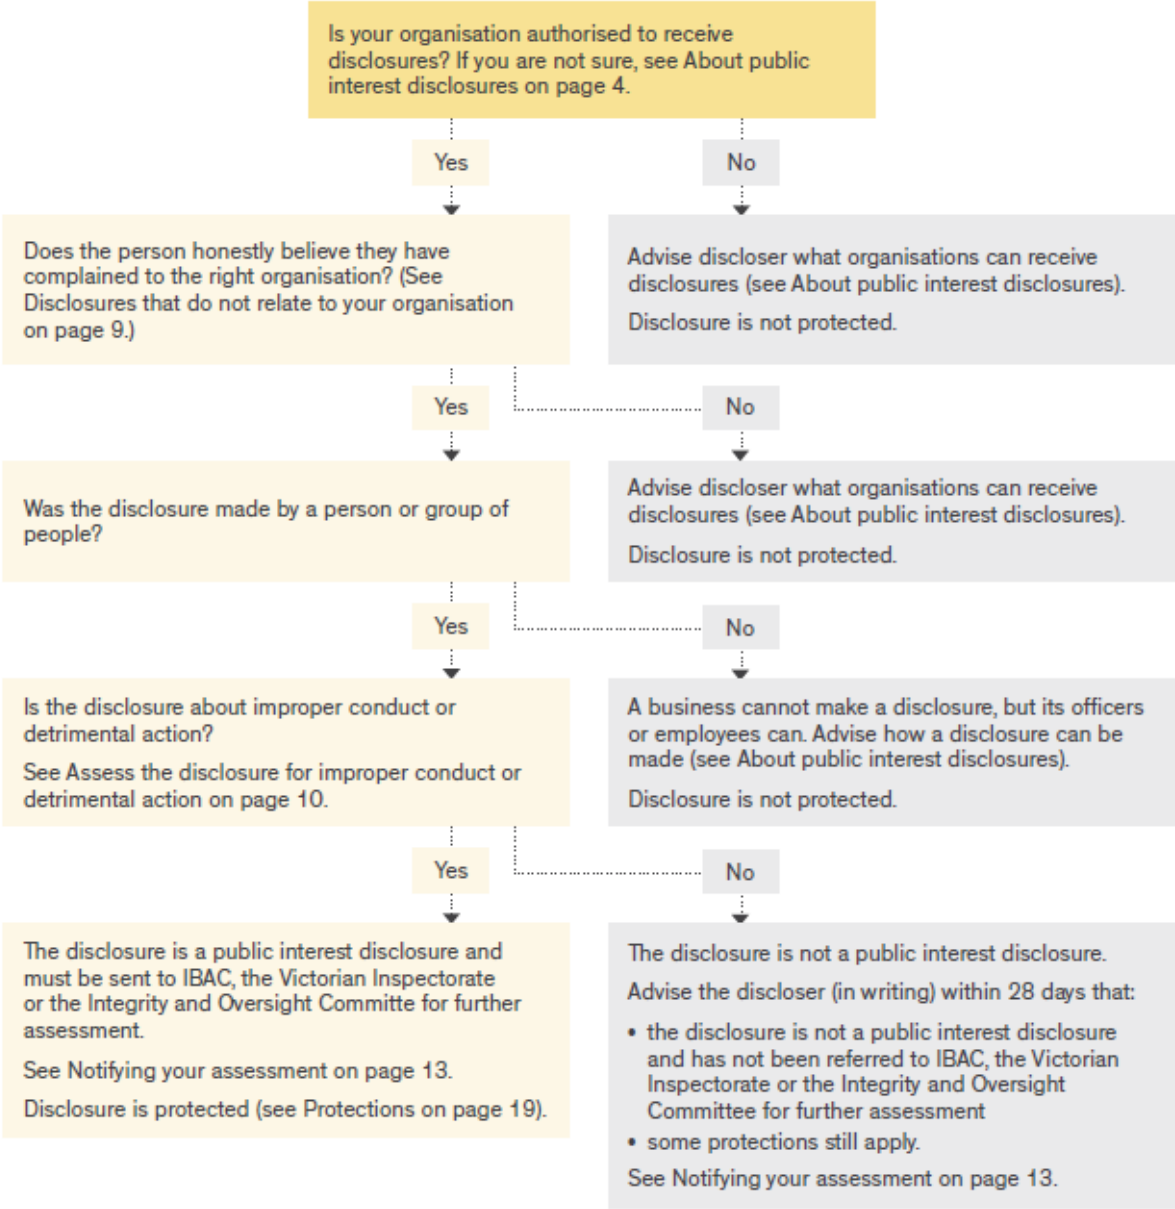 Is your organisation authorised to receive
disclosures? If you are not sure, see About public
interest disclosures on page 4.
Yes
No
Does the person honestly believe they have
complained to the right organisation? (See
Disclosures that do not relate to your organisation
on page 9.)
Advise discloser what organisations can receive
disclosures (see About public interest disclosures).
Disclosure is not protected.
Yes
No
Was the disclosure made by a person or group of
people?
Advise discloser what organisations can receive
disclosures (see About public interest disclosures).
Disclosure is not protected.
Yes
No
Is the disclosure about improper conduct or
detrimental action?
See Assess the disclosure for improper conduct or
detrimental action on page 10.
A business cannot make a disclosure, but its officers
or employees can. Advise how a disclosure can be
made (see About public interest disclosures).
Disclosure is not protected.
Yes
No
The disclosure is a public interest disclosure and
must be sent to IBAC, the Victorian Inspectorate
or the Integrity and Oversight Committe for further
assessment.
See Notifying your assessment on page 13.
Disclosure is protected (see Protections on page 19).
The disclosure is not a public interest disclosure.
Advise the discloser (in writing) within 28 days that:
• the disclosure is not a public interest disclosure
and has not been referred to IBAC, the Victorian
Inspectorate or the Integrity and Oversight
Committee for further assessment
• some protections still apply.
See Notifying your assessment on page 13.